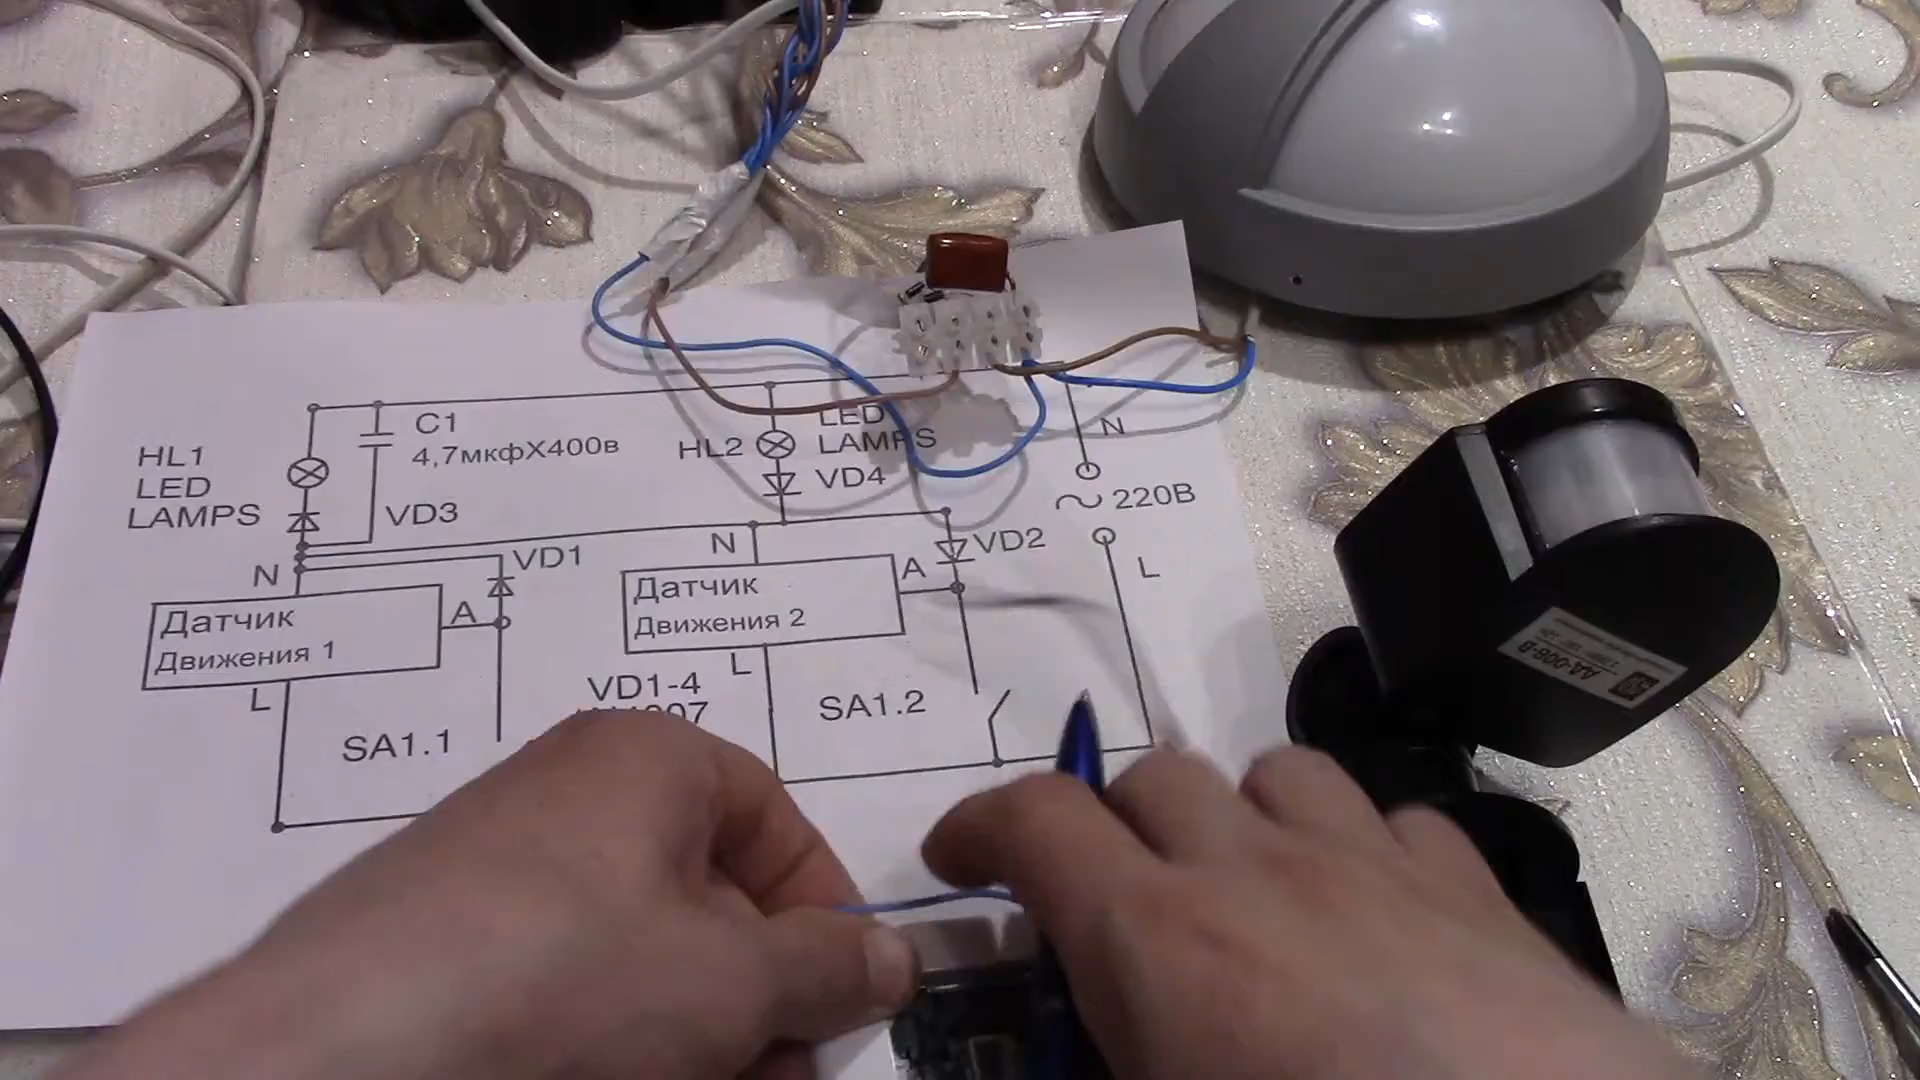 C1
4,7мкфХ400в
HL1
LED
LAMPS
VD3
LED
HL2
LAMPS
VD4
N
220В
L
N
VD1
N
VD2
A
Датчик
Движения 1
A
L
Датчик
Движения 2
L
VD1-4
SA1.1
SA1.2
AA-006-B